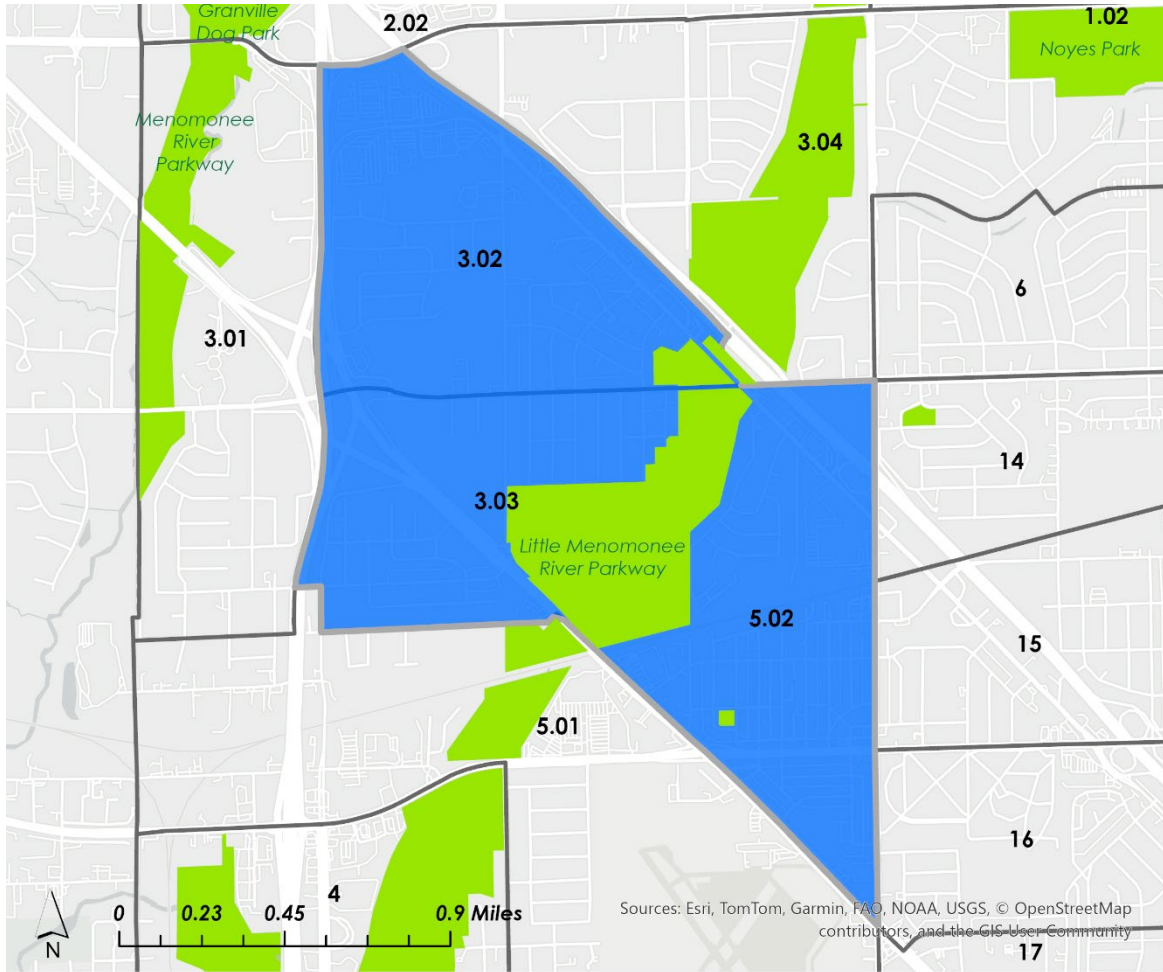 Granville
Dog Park
2.02
1.02
Noyes Park
Menomonee
River
Parkway
3.04
3.02
6
3.01
14
3.03
Little Menomonee
River Parkway
5.02
15
5.01
16
4
0 0.23 0.45 0.9 Miles
N
Sources: Esri, TomTom, Garmin, FAO, NOAA, USGS, © OpenStreetMap
contributors, and the GIS User Community
17